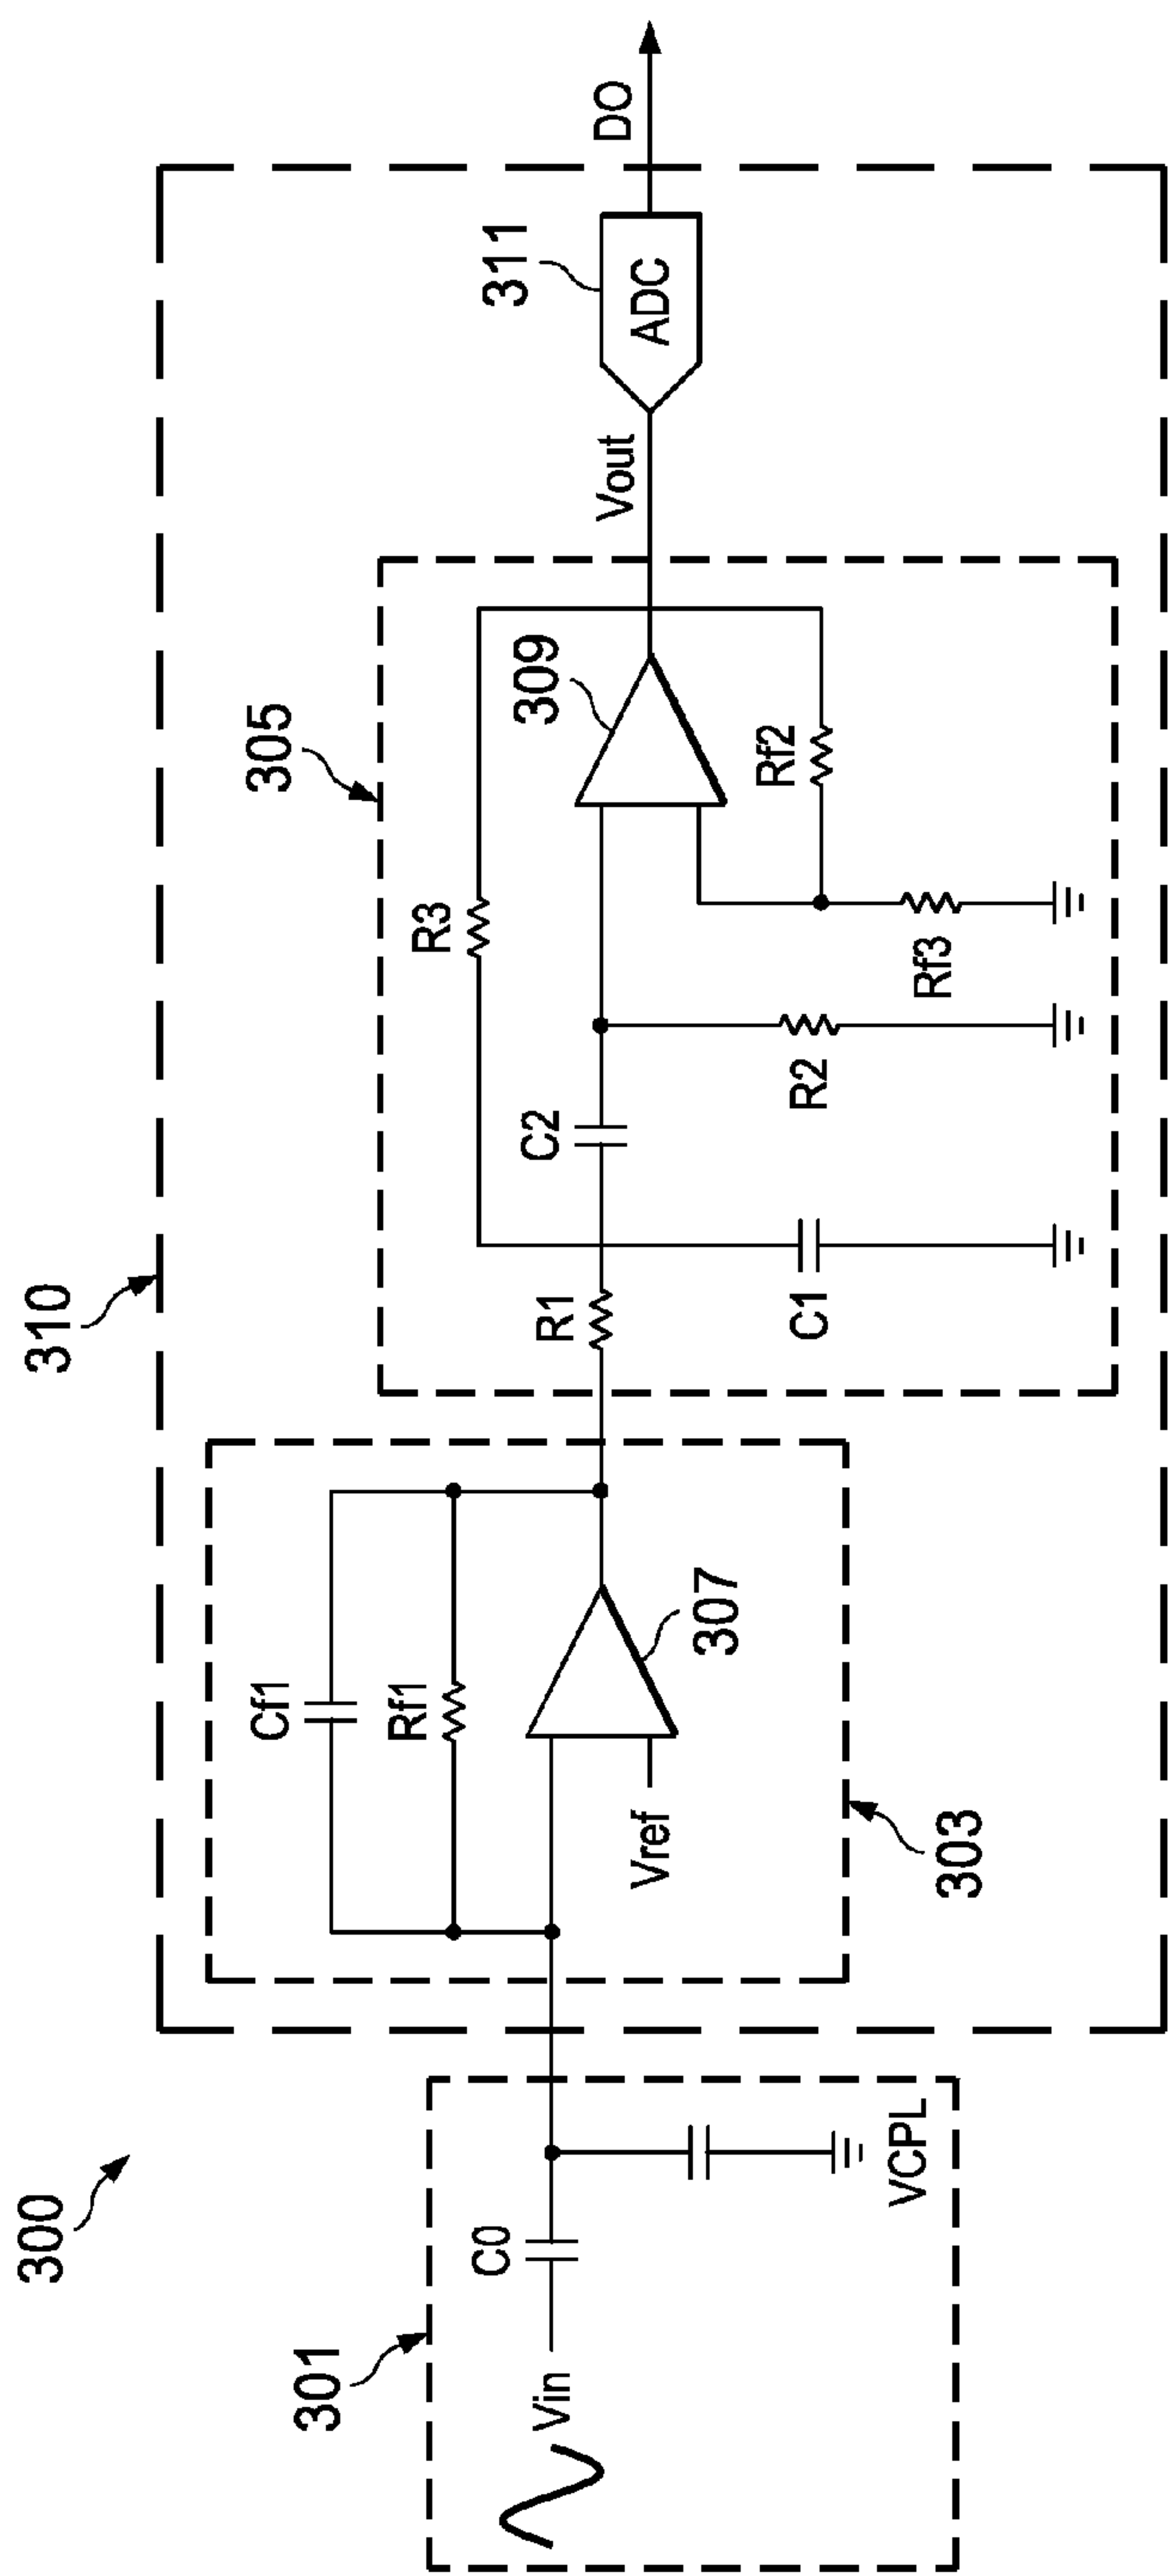 300
310
301
Vin
C0
VCPL
303
Cf1
Rf1
307
Vref
305
R1
C1
C2
R2
R3
309
Rf2
Rf3
Vout
311
ADC
DO